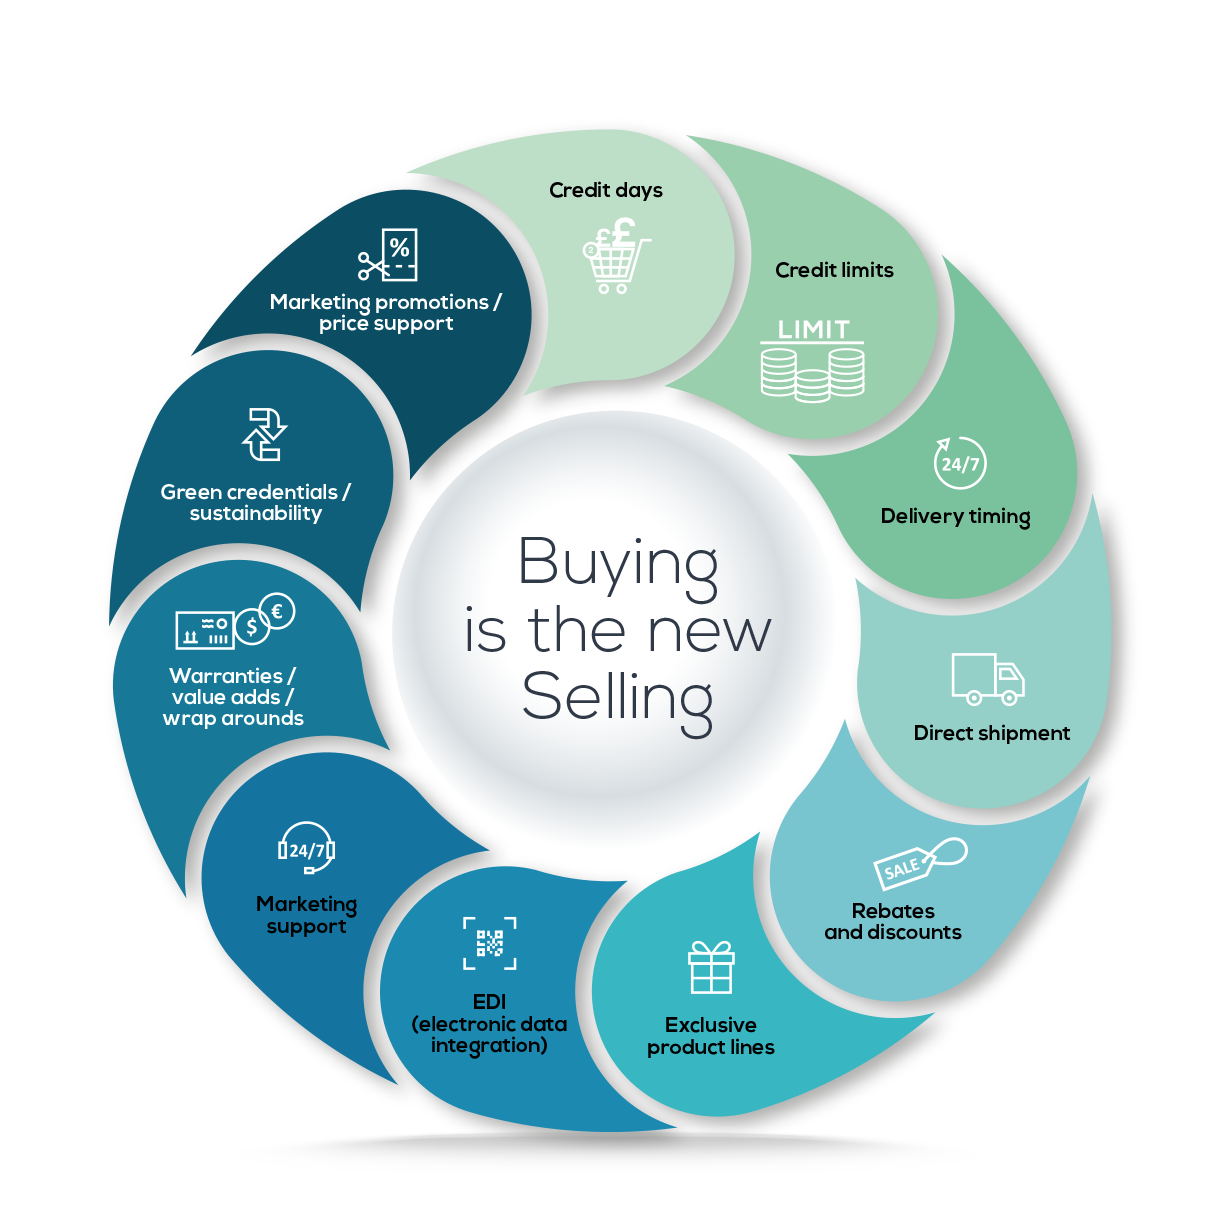 Buying
is the new
Selling
Credit days
2
£
£
Credit limits
LIMIT
24/7
Delivery timing
Direct shipment
SALE
Rebates
and discounts
Exclusive
product lines
EDI
(electronic data
integration)
24/7
Marketing
support
$
€
Warranties /
value adds /
wrap arounds
Green credentials /
sustainability
%
Marketing promotions /
price support